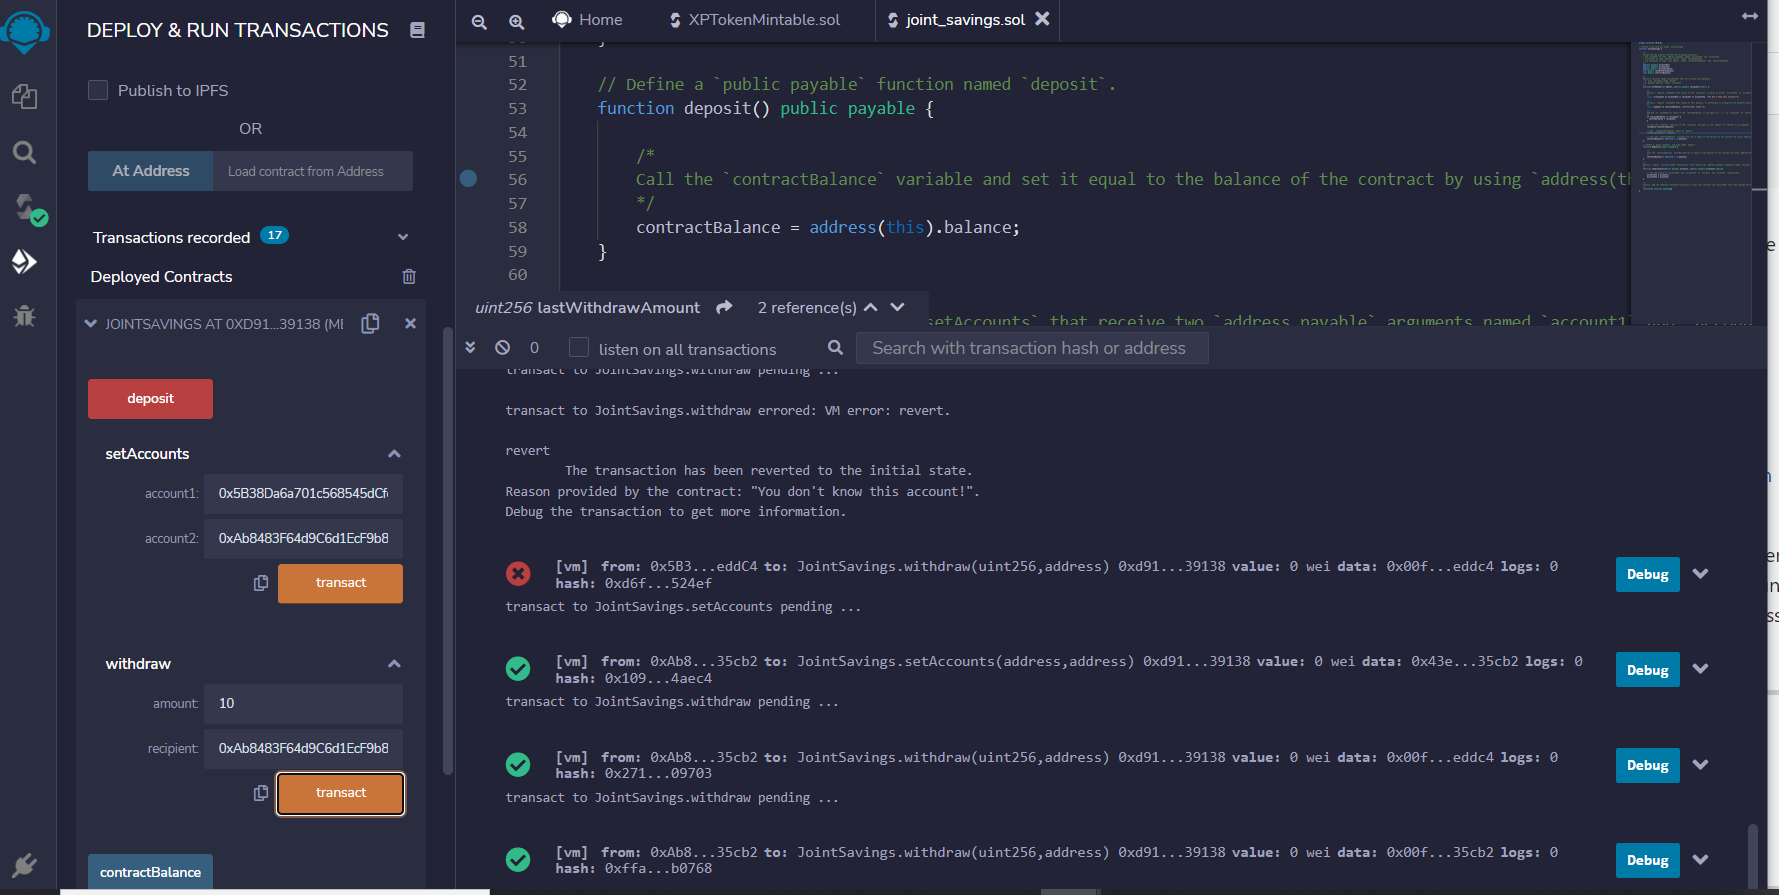 DEPLOY & RUN TRANSACTIONS
Publish to IPFS
OR
At Address
Load contract from Address
Transactions recorded 17
Deployed Contracts
JOINTSAVINGS AT 0XD91...39138 (ME
deposit
setAccounts
account1: 0x5B38Da6a701c568545dCf
account2: 0xAb8483F64d9C6d1EcF9b8
transact
withdraw
amount: 10
recipient: 0xAb8483F64d9C6d1EcF9b8
transact
contractBalance
Home
XPTokenMintable.sol
joint_savings.sol
51
52 // Define a `public payable` function named `deposit`.
53 function deposit() public payable {
54
55 /*
56 Call the `contractBalance` variable and set it equal to the balance of the contract by using `address(th
57 */
58 contractBalance = address(this).balance;
59 }
60
uint256 lastWithdrawAmount 2 reference(s)
setAccounts` that receive two `address payable` arguments named `account1`
0 listen on all transactions
Search with transaction hash or address
transact to JointSavings.withdraw pending ...
transact to JointSavings.withdraw errored: VM error: revert.
revert
The transaction has been reverted to the initial state.
Reason provided by the contract: "You don't know this account!".
Debug the transaction to get more information.
[vm] from: 0x5B3...eddC4 to: JointSavings.withdraw(uint256,address) 0xd91...39138 value: 0 wei data: 0x00f...eddc4 logs: 0
hash: 0xd6f...524ef
Debug
transact to JointSavings.setAccounts pending ...
[vm] from: 0xAb8...35cb2 to: JointSavings.setAccounts(address,address) 0xd91...39138 value: 0 wei data: 0x43e...35cb2 logs: 0
hash: 0x109...4aec4
Debug
transact to JointSavings.withdraw pending ...
[vm] from: 0xAb8...35cb2 to: JointSavings.withdraw(uint256,address) 0xd91...39138 value: 0 wei data: 0x00f...eddc4 logs: 0
hash: 0x271...09703
Debug
transact to JointSavings.withdraw pending ...
[vm] from: 0xAb8...35cb2 to: JointSavings.withdraw(uint256,address) 0xd91...39138 value: 0 wei data: 0x00f...35cb2 logs: 0
hash: 0xffa...b0768
Debug